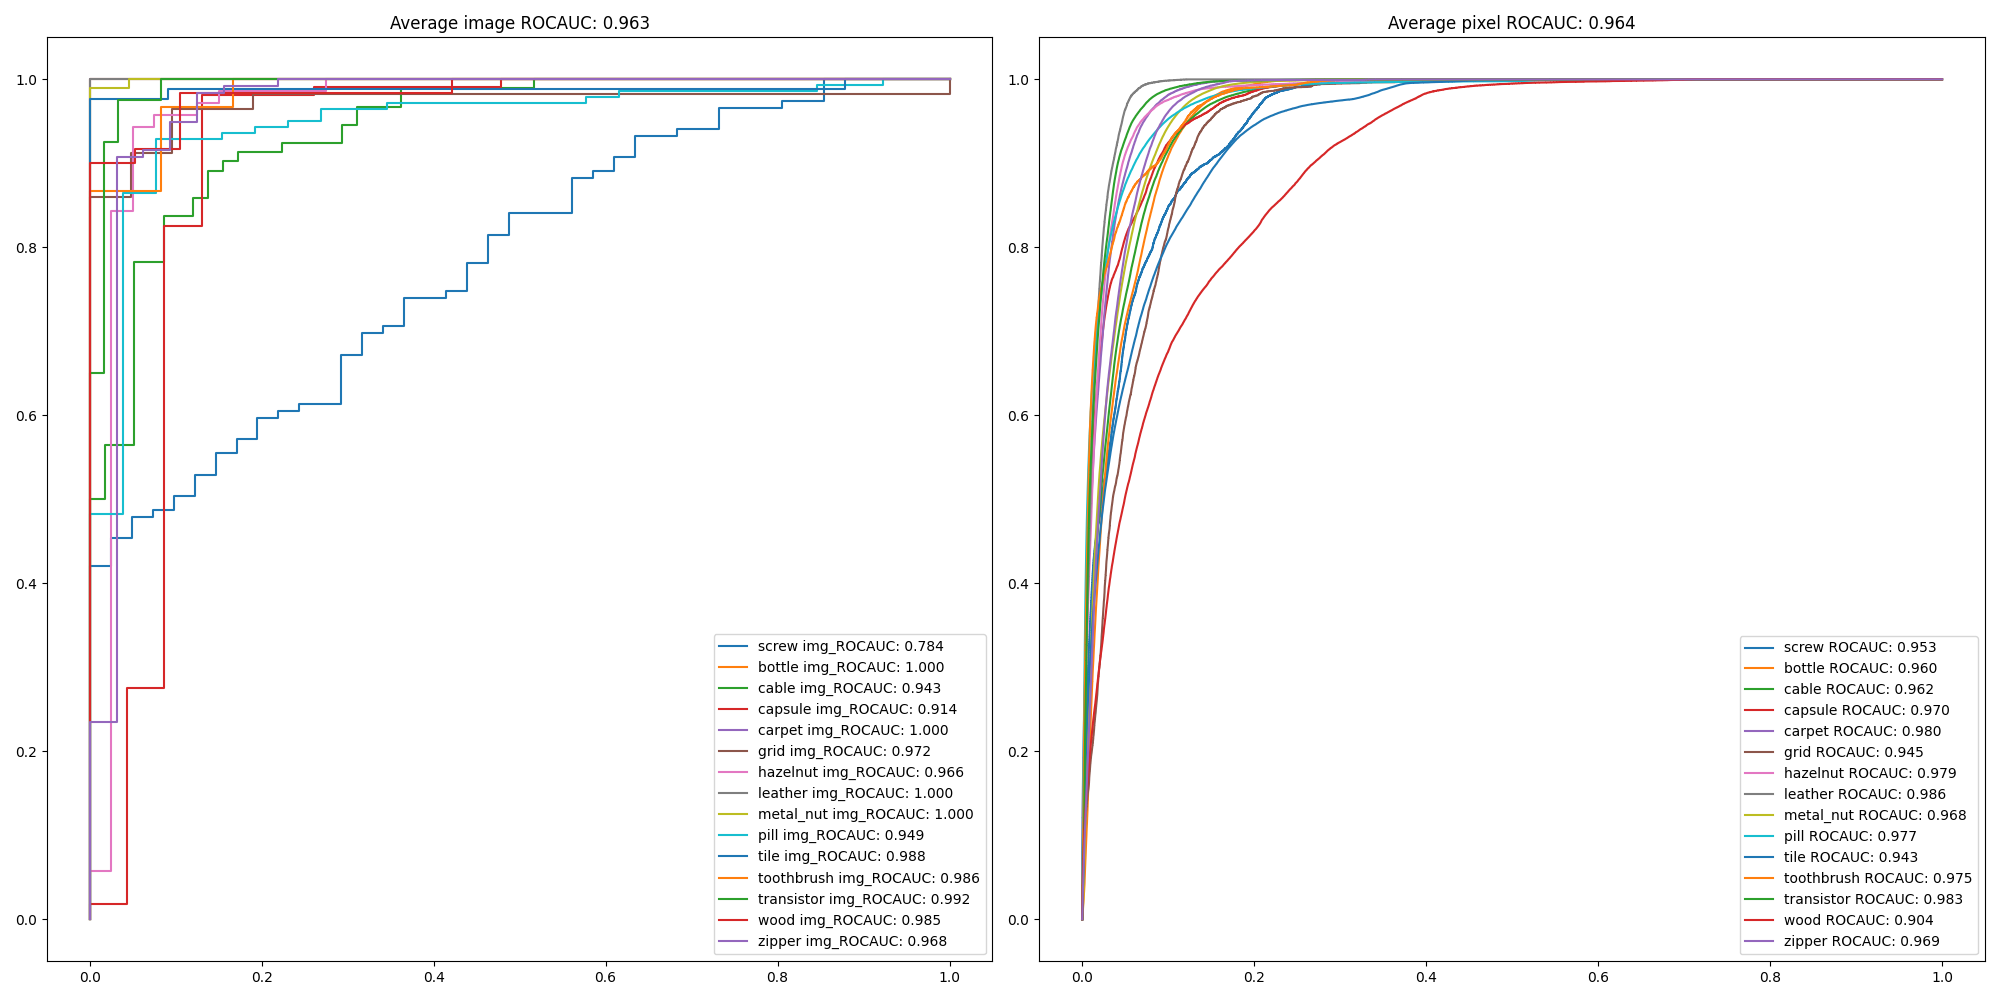 Average image ROCAUC: 0.963
1.0
0.8
0.6
0.4
0.2
0.0
0.0 0.2 0.4 0.6 0.8 1.0
screw img_ROCAUC: 0.784
bottle img_ROCAUC: 1.000
cable img_ROCAUC: 0.943
capsule img_ROCAUC: 0.914
carpet img_ROCAUC: 1.000
grid img_ROCAUC: 0.972
hazelnut img_ROCAUC: 0.966
leather img_ROCAUC: 1.000
metal_nut img_ROCAUC: 1.000
pill img_ROCAUC: 0.949
tile img_ROCAUC: 0.988
toothbrush img_ROCAUC: 0.986
transistor img_ROCAUC: 0.992
wood img_ROCAUC: 0.985
zipper img_ROCAUC: 0.968
Average pixel ROCAUC: 0.964
1.0
0.8
0.6
0.4
0.2
0.0
0.0 0.2 0.4 0.6 0.8 1.0
screw ROCAUC: 0.953
bottle ROCAUC: 0.960
cable ROCAUC: 0.962
capsule ROCAUC: 0.970
carpet ROCAUC: 0.980
grid ROCAUC: 0.945
hazelnut ROCAUC: 0.979
leather ROCAUC: 0.986
metal_nut ROCAUC: 0.968
pill ROCAUC: 0.977
tile ROCAUC: 0.943
toothbrush ROCAUC: 0.975
transistor ROCAUC: 0.983
wood ROCAUC: 0.904
zipper ROCAUC: 0.969